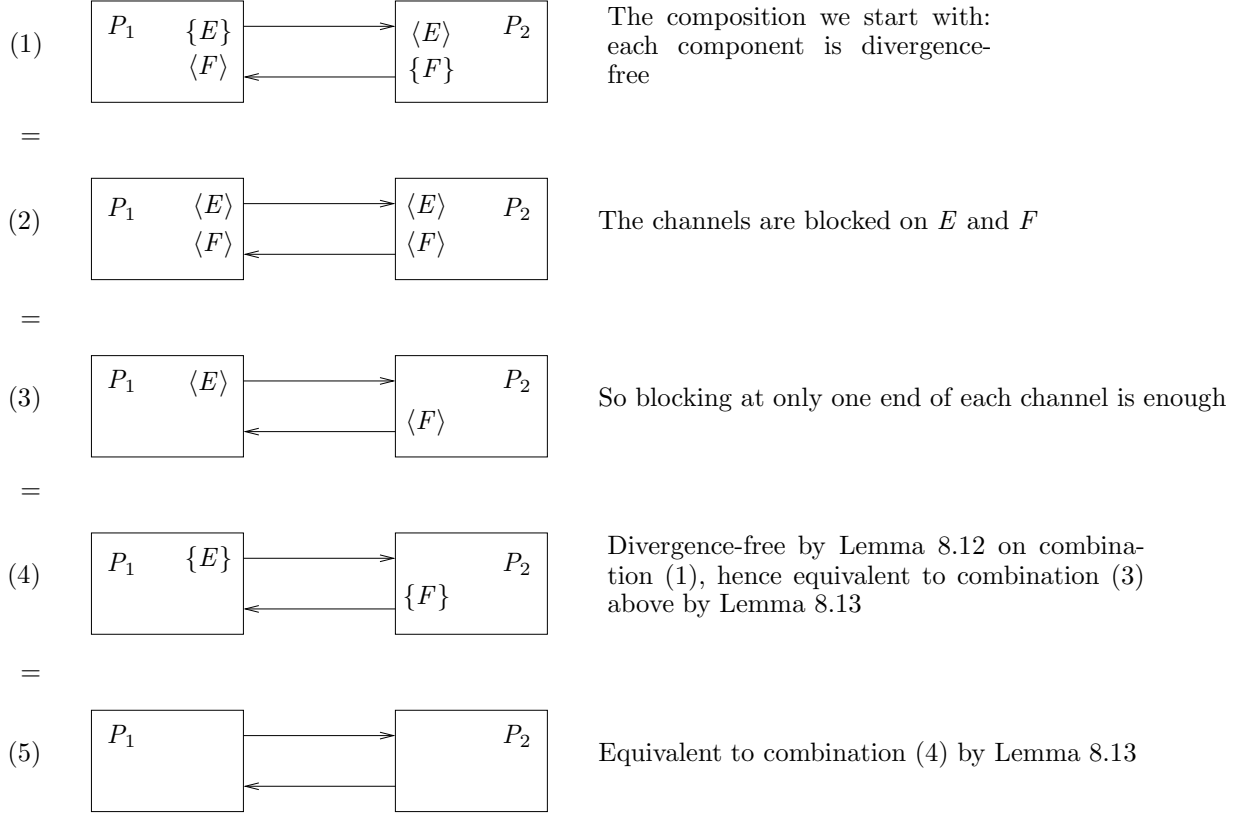 (1)
P₁ {E}
⟨F⟩
⟨E⟩ P₂
{F}
The composition we start with:
each component is divergence-
free
=
(2)
P₁ ⟨E⟩
⟨F⟩
⟨E⟩ P₂
⟨F⟩
The channels are blocked on E and F
=
(3)
P₁ ⟨E⟩
P₂
⟨F⟩
So blocking at only one end of each channel is enough
=
(4)
P₁ {E}
P₂
{F}
Divergence-free by Lemma 8.12 on combina-
tion (1), hence equivalent to combination (3)
above by Lemma 8.13
=
(5)
P₁
P₂
Equivalent to combination (4) by Lemma 8.13